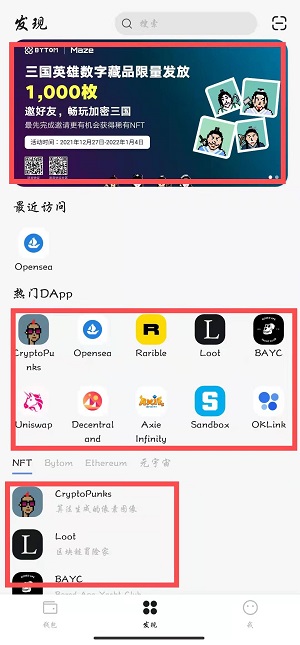 发现
搜索
BYTOM | Maze
三国英雄数字藏品限量发放
1,000枚
邀好友，畅玩加密三国
最先完成邀请更有机会获得稀有NFT
活动时间：2021年12月27日-2022年1月4日
最近访问
Opensea
热门DApp
CryptoPunks
Opensea
Rarible
Loot
BAYC
Uniswap
Decentraland
Axie Infinity
Sandbox
OKLink
NFT Bytom Ethereum 元宇宙
CryptoPunks
算法生成的像素图像
Loot
区块链冒险家
BAYC
钱包
发现
我